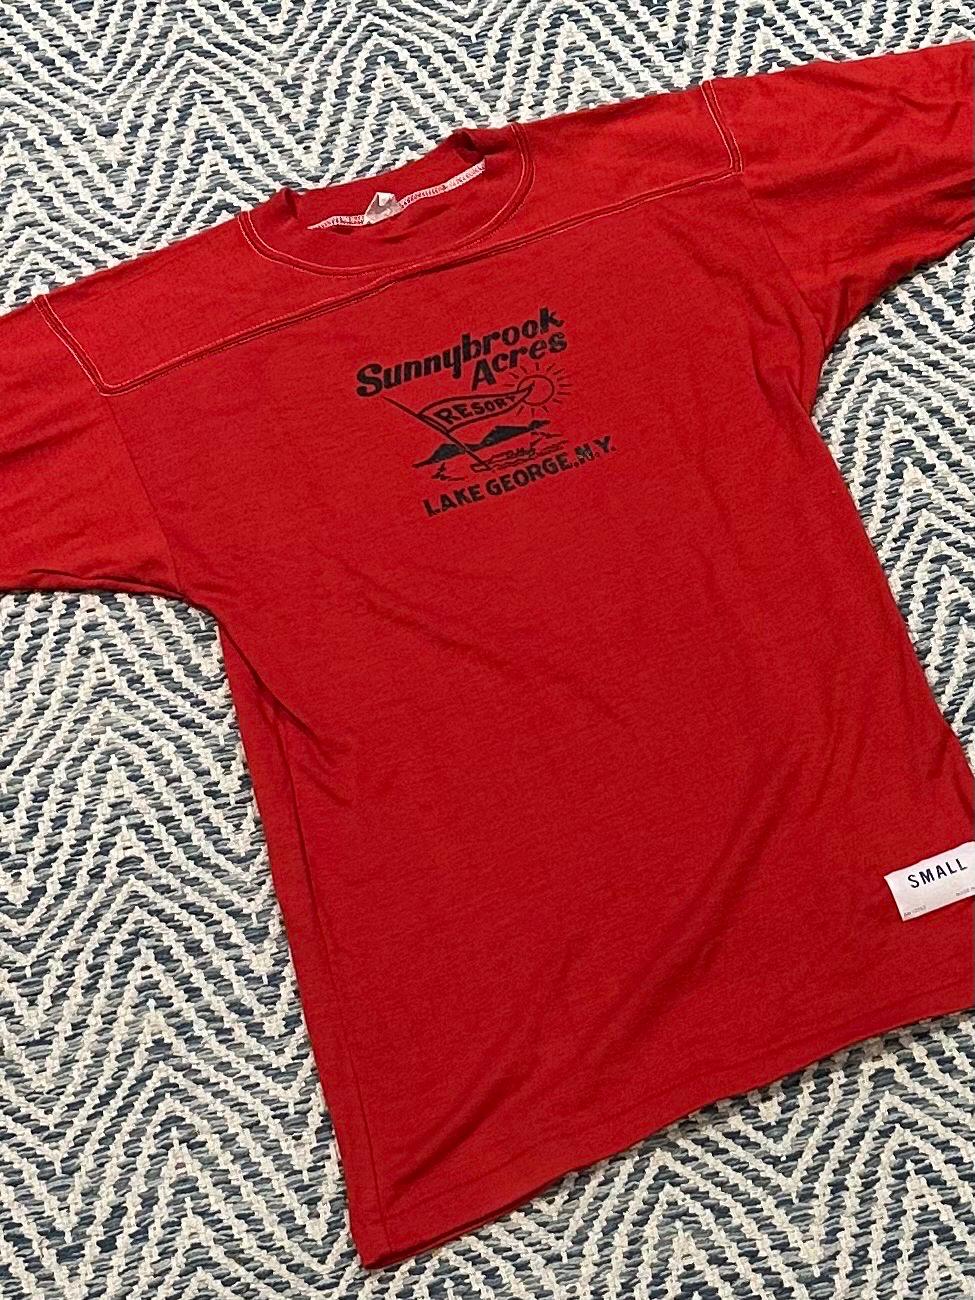 Sunnybrook
Acres
RESORT
LAKE GEORGE, N.Y.
SMALL